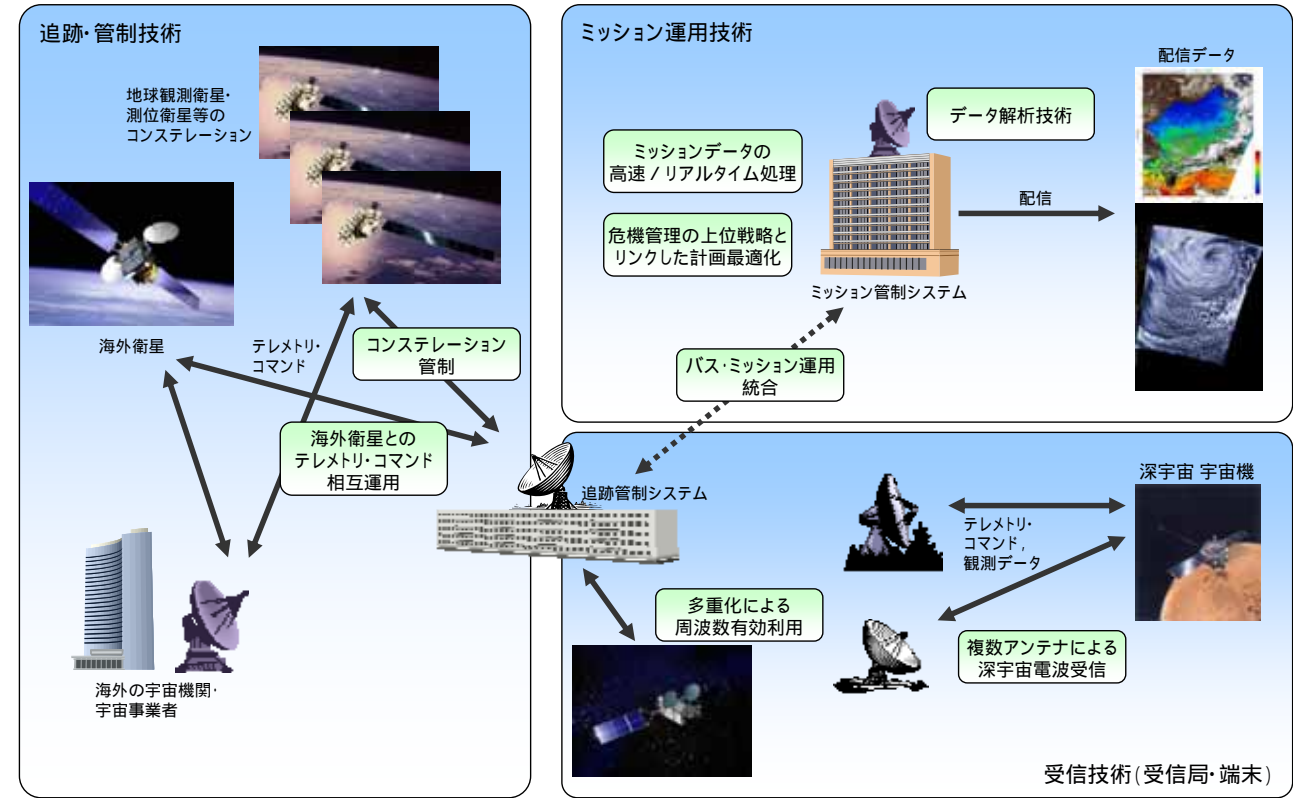 追跡・管制技術
地球観測衛星・
測位衛星等の
コンステレーション
海外衛星
テレメトリ・
コマンド
コンステレーション
管制
海外衛星との
テレメトリ・コマンド
相互運用
海外の宇宙機関・
宇宙事業者
ミッション運用技術
配信データ
データ解析技術
ミッションデータの
高速/リアルタイム処理
危機管理の上位戦略と
リンクした計画最適化
配信
ミッション管制システム
バス・ミッション運用
統合
追跡管制システム
深宇宙 宇宙機
テレメトリ・
コマンド,
観測データ
多重化による
周波数有効利用
複数アンテナによる
深宇宙電波受信
受信技術(受信局・端末)